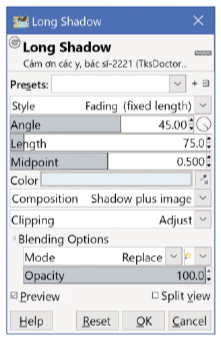 Long Shadow
Long Shadow
Cám ơn các y, bác sĩ-2221 (TksDoctor...
Presets:
Style Fading (fixed length)
Angle 45.00
Length 75.0
Midpoint 0.500
Color
Composition Shadow plus image
Clipping Adjust
Blending Options
Mode Replace
Opacity 100.0
Preview Split view
Help Reset OK Cancel